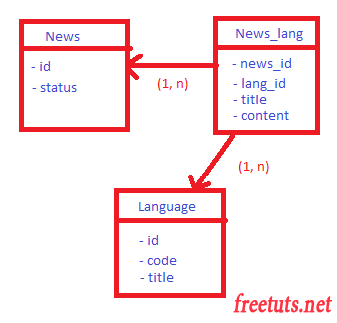 News
- id
- status
News_lang
- news_id
- lang_id
- title
- content
(1, n)
(1, n)
Language
- id
- code
- title
freetuts.net